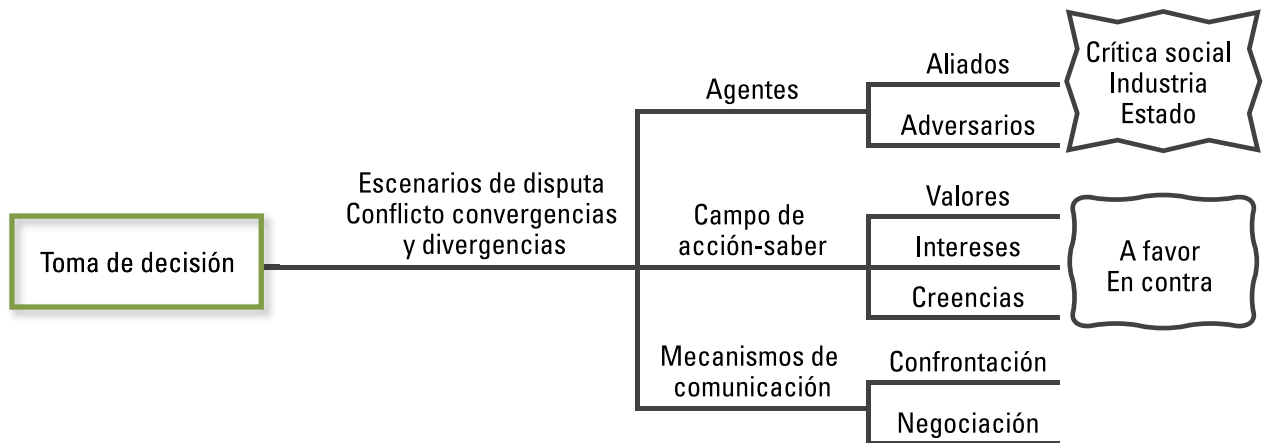 Toma de decisión
Escenarios de disputa
Conflicto convergencias
y divergencias
Agentes
Aliados
Adversarios
Crítica social
Industria
Estado
Campo de
acción-saber
Valores
Intereses
Creencias
A favor
En contra
Mecanismos de
comunicación
Confrontación
Negociación